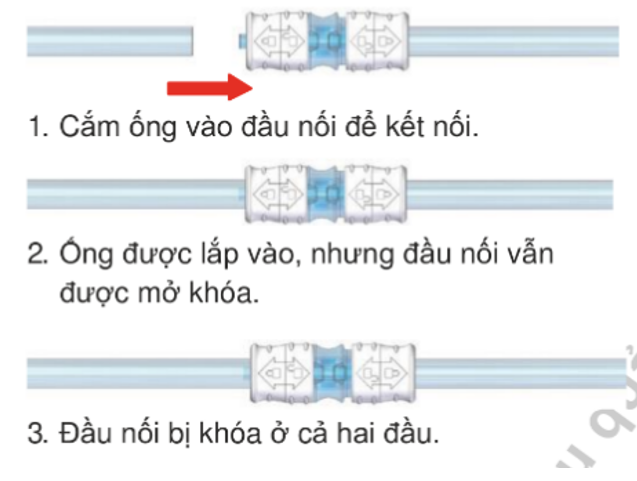 1. Cắm ống vào đầu nối để kết nối.
2. Ống được lắp vào, nhưng đầu nối vẫn
được mở khóa.
3. Đầu nối bị khóa ở cả hai đầu.